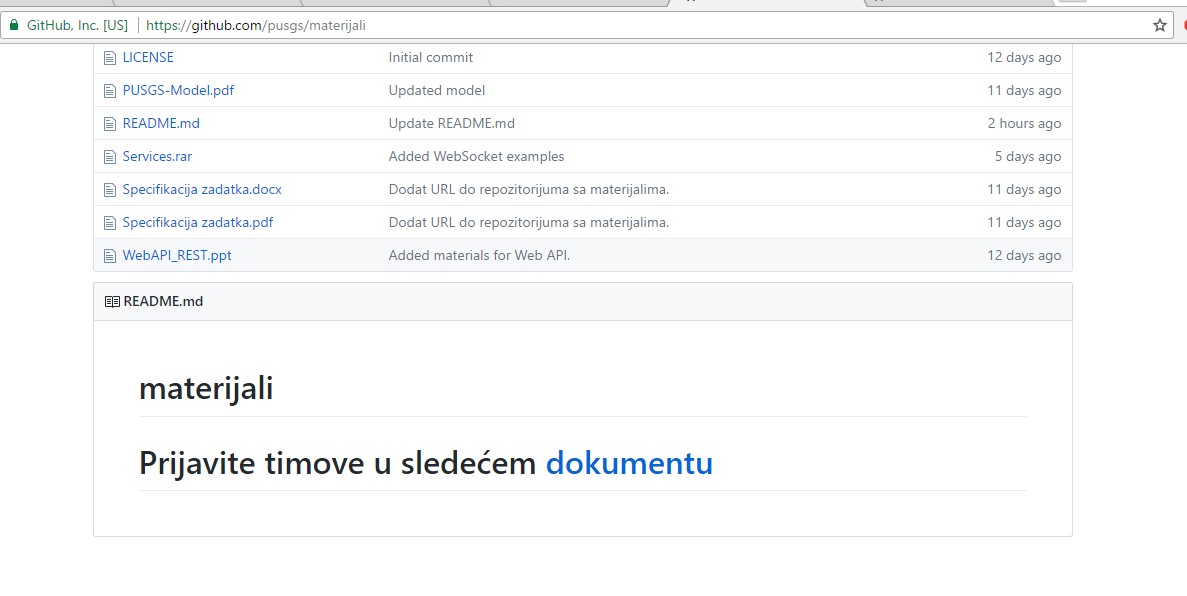 GitHub, Inc. [US] https://github.com/pusgs/materijali
LICENSE Initial commit 12 days ago
PUSGS-Model.pdf Updated model 11 days ago
README.md Update README.md 2 hours ago
Services.rar Added WebSocket examples 5 days ago
Specifikacija zadatka.docx Dodat URL do repozitorijuma sa materijalima. 11 days ago
Specifikacija zadatka.pdf Dodat URL do repozitorijuma sa materijalima. 11 days ago
WebAPI_REST.ppt Added materials for Web API. 12 days ago
README.md
materijali
Prijavite timove u sledećem dokumentu